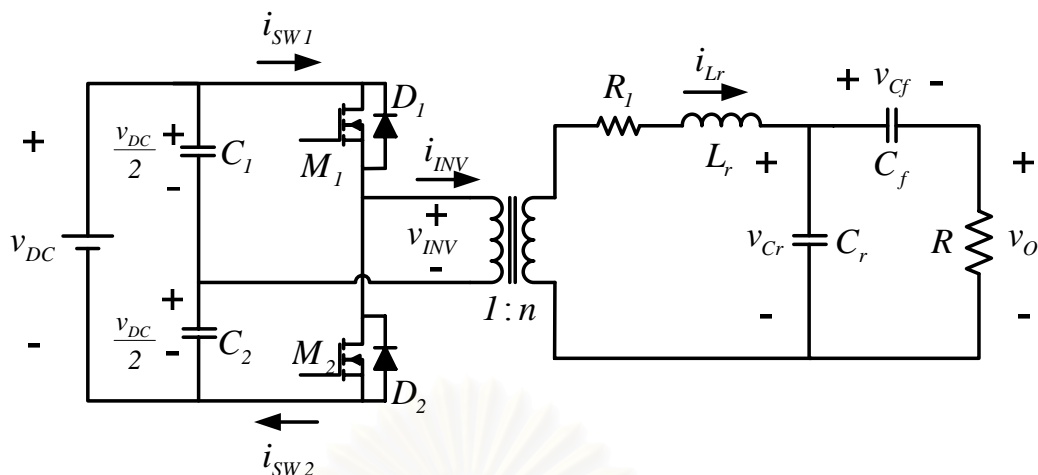 i_SW1
i_Lr
+ v_Cf -
R_1
D_1
+
v_DC/2
+
-
C_1
M_1
i_INV
L_r
+
C_f
+
v_DC
+
v_INV
-
v_Cr
C_r
R
v_O
1:n
-
v_DC/2
+
-
C_2
M_2
D_2
-
-
i_SW2